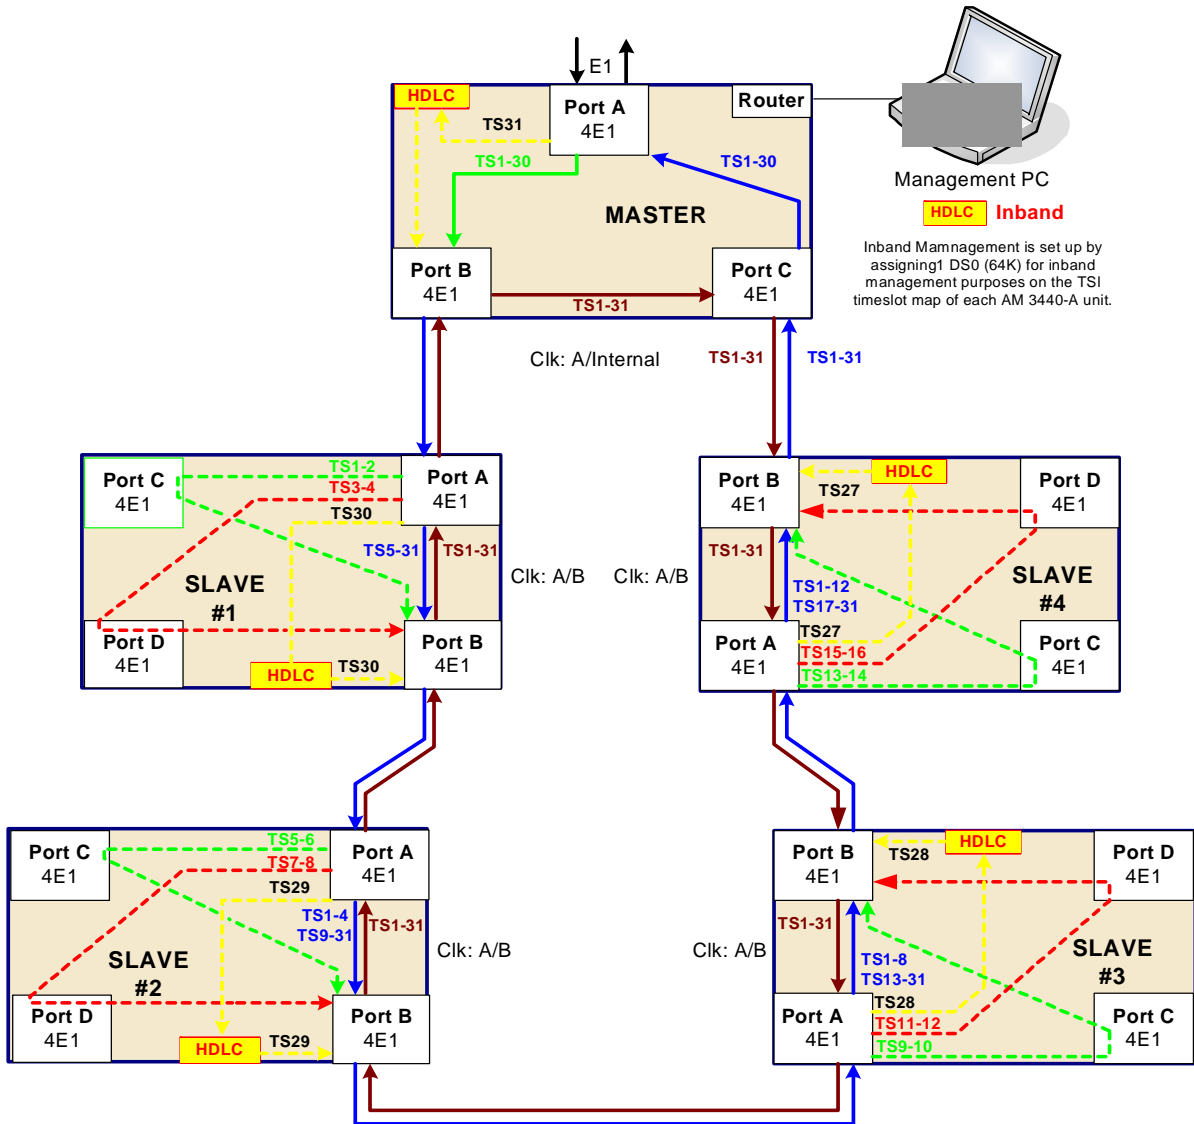 E1
HDLC
Port A
4E1
Router
TS31
TS1-30
TS1-30
MASTER
Management PC
HDLC Inband
Inband Mamnagement is set up by
assigning1 DS0 (64K) for inband
management purposes on the TSI
timeslot map of each AM 3440-A unit.
Port B
4E1
TS1-31
Port C
4E1
Clk: A/Internal
TS1-31
TS1-31
Port C
4E1
TS1-2
TS3-4
TS30
Port A
4E1
TS5-31
TS1-31
SLAVE
#1
Clk: A/B
Port D
4E1
HDLC
TS30
Port B
4E1
Port B
4E1
HDLC
TS27
Port D
4E1
TS1-31
Clk: A/B
TS1-12
TS17-31
SLAVE
#4
Port A
4E1
TS27
TS15-16
TS13-14
Port C
4E1
Port C
4E1
TS5-6
TS7-8
TS29
Port A
4E1
TS1-4
TS9-31
TS1-31
SLAVE
#2
Clk: A/B
Port D
4E1
HDLC
TS29
Port B
4E1
Port B
4E1
TS28
HDLC
Port D
4E1
TS1-31
Clk: A/B
TS1-8
TS13-31
SLAVE
#3
Port A
4E1
TS28
TS11-12
TS9-10
Port C
4E1